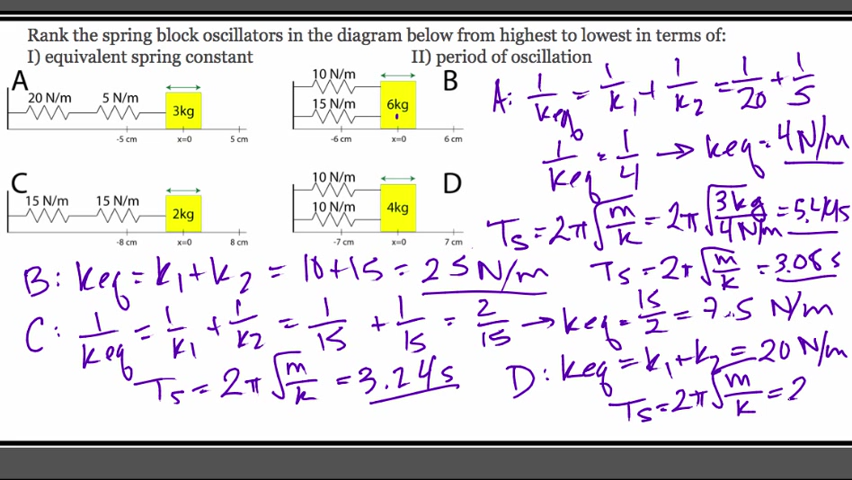 Rank the spring block oscillators in the diagram below from highest to lowest in terms of:
I) equivalent spring constant II) period of oscillation
A
20 N/m 5 N/m
3kg
-5 cm x=0 5 cm
10 N/m
15 N/m
6kg
B
-6 cm x=0 6 cm
C
15 N/m 15 N/m
2kg
-8 cm x=0 8 cm
10 N/m
10 N/m
4kg
D
-7 cm x=0 7 cm
A: 1/keq = 1/k1 + 1/k2 = 1/20 + 1/5
1/keq = 1/4 → keq = 4 N/m
Ts = 2π√m/k = 2π√3kg/4N/m = 5.44s
B: keq = k1 + k2 = 10 + 15 = 25 N/m
Ts = 2π√m/k = 3.08 s
C: 1/keq = 1/k1 + 1/k2 = 1/15 + 1/15 = 2/15 → keq = 15/2 = 7.5 N/m
Ts = 2π√m/k = 3.24s
D: keq = k1 + k2 = 20 N/m
Ts = 2π√m/k = 2